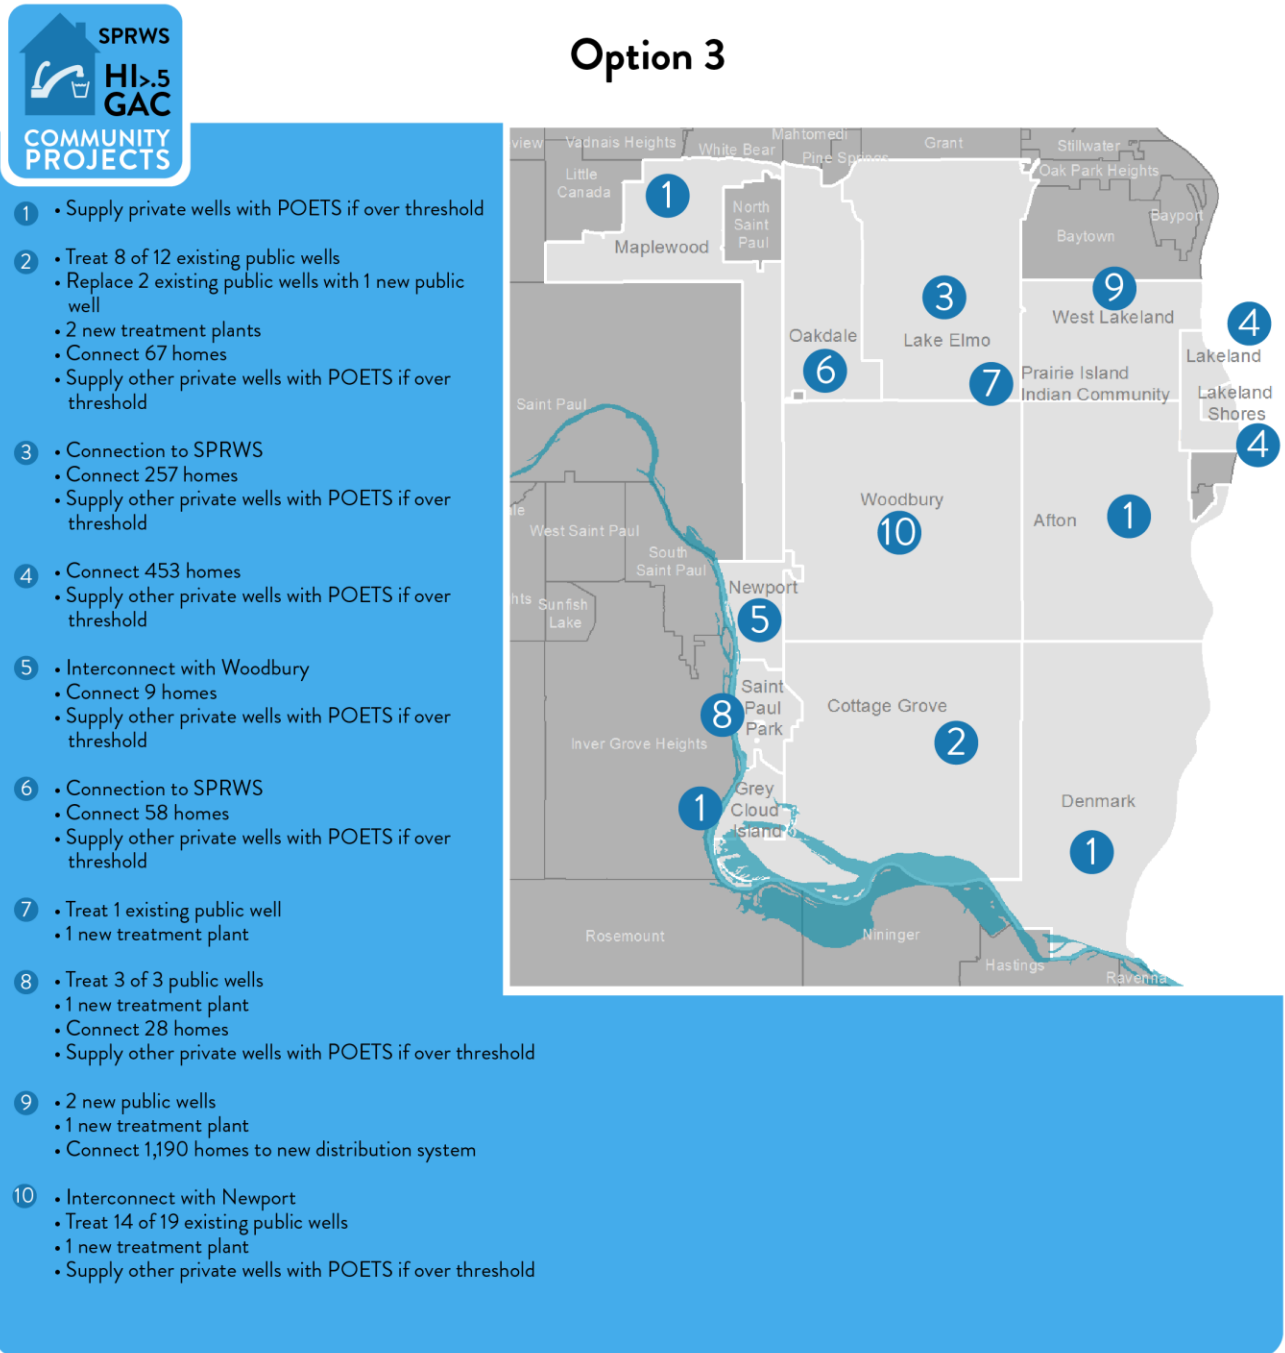 SPRWS
HI>.5
GAC
COMMUNITY
PROJECTS
Option 3
1 • Supply private wells with POETS if over threshold
2 • Treat 8 of 12 existing public wells
• Replace 2 existing public wells with 1 new public
well
• 2 new treatment plants
• Connect 67 homes
• Supply other private wells with POETS if over
threshold
3 • Connection to SPRWS
• Connect 257 homes
• Supply other private wells with POETS if over
threshold
4 • Connect 453 homes
• Supply other private wells with POETS if over
threshold
5 • Interconnect with Woodbury
• Connect 9 homes
• Supply other private wells with POETS if over
threshold
6 • Connection to SPRWS
• Connect 58 homes
• Supply other private wells with POETS if over
threshold
7 • Treat 1 existing public well
• 1 new treatment plant
8 • Treat 3 of 3 public wells
• 1 new treatment plant
• Connect 28 homes
• Supply other private wells with POETS if over threshold
9 • 2 new public wells
• 1 new treatment plant
• Connect 1,190 homes to new distribution system
10 • Interconnect with Newport
• Treat 14 of 19 existing public wells
• 1 new treatment plant
• Supply other private wells with POETS if over threshold
view
Vadnais Heights
White Bear
Mahtomedi
Pine Springs
Grant
Stillwater
Oak Park Heights
Little
Canada
North
Saint
Paul
Bayport
Baytown
1
Maplewood
9
West Lakeland
3
Lake Elmo
4
Lakeland
Oakdale
6
7
Prairie Island
Indian Community
Lakeland
Shores
4
Saint Paul
Woodbury
10
Afton
1
ale
West Saint Paul
South
Saint Paul
hts
Sunfish
Lake
Newport
5
Saint
Paul
Park
8
Cottage Grove
2
Inver Grove Heights
Grey
Cloud
Island
1
Denmark
1
Rosemount
Nininger
Hastings
Ravenna